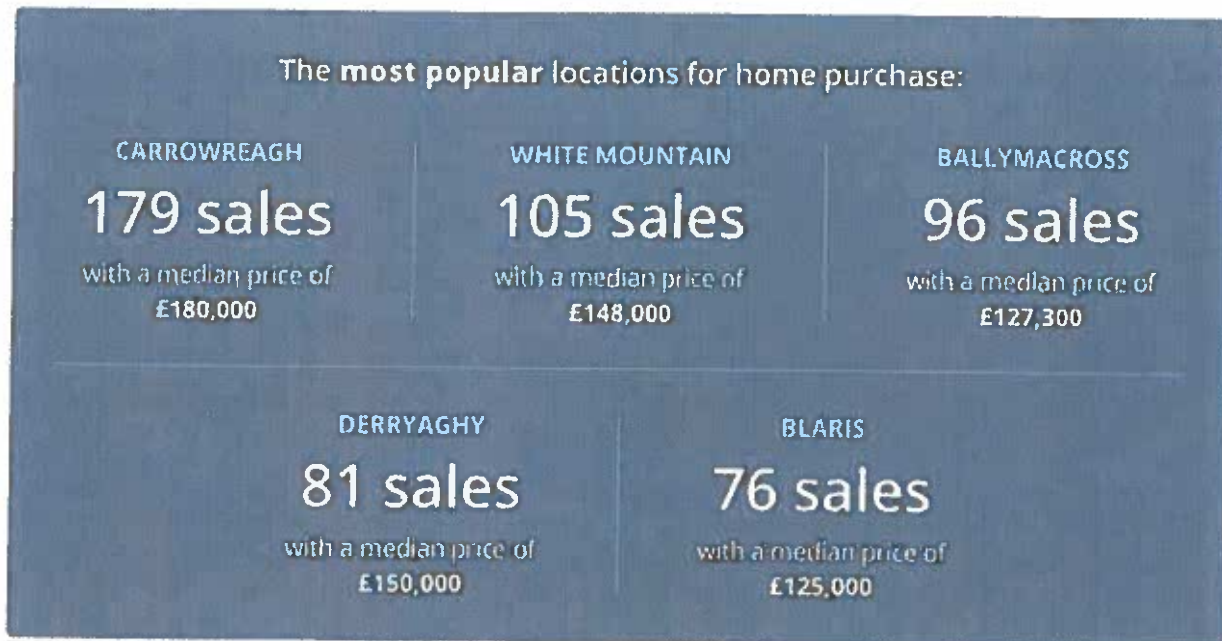 The most popular locations for home purchase:
CARROWREAGH
179 sales
with a median price of
£180,000
WHITE MOUNTAIN
105 sales
with a median price of
£148,000
BALLYMACROSS
96 sales
with a median price of
£127,300
DERRYAGHY
81 sales
with a median price of
£150,000
BLARIS
76 sales
with a median price of
£125,000